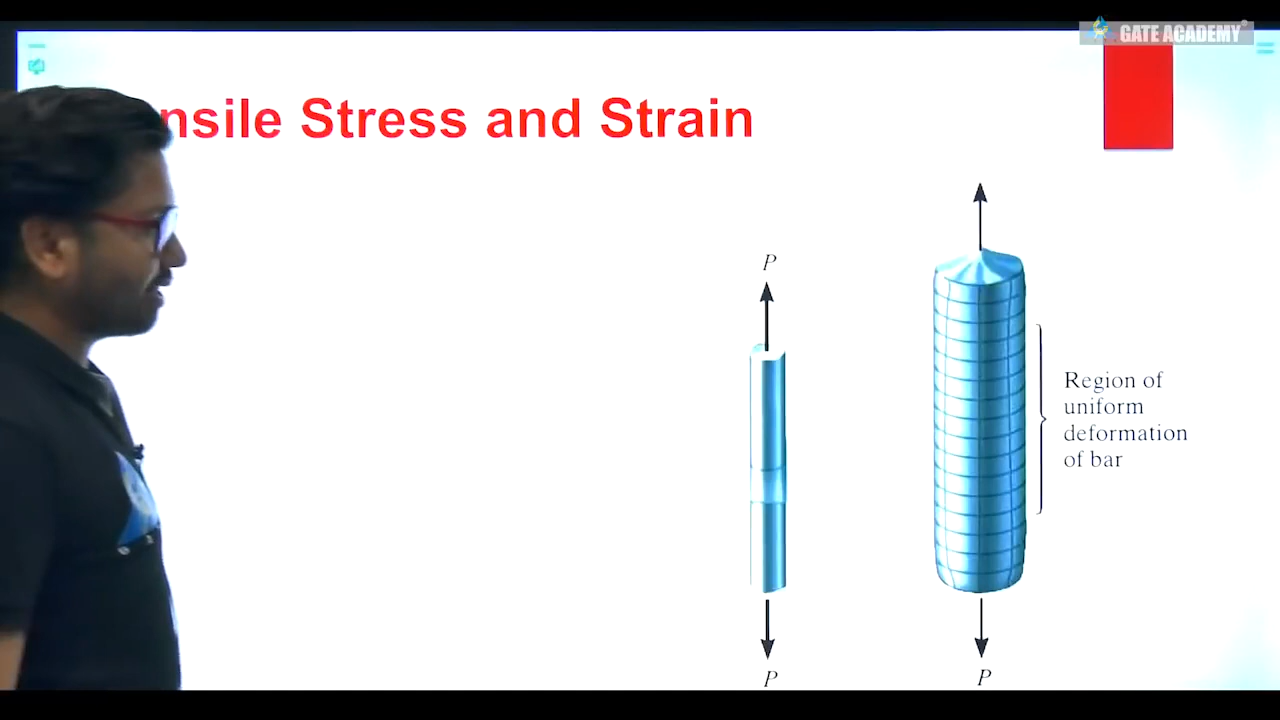 GATE ACADEMY®
nsile Stress and Strain
P
Region of
uniform
deformation
of bar
P
P